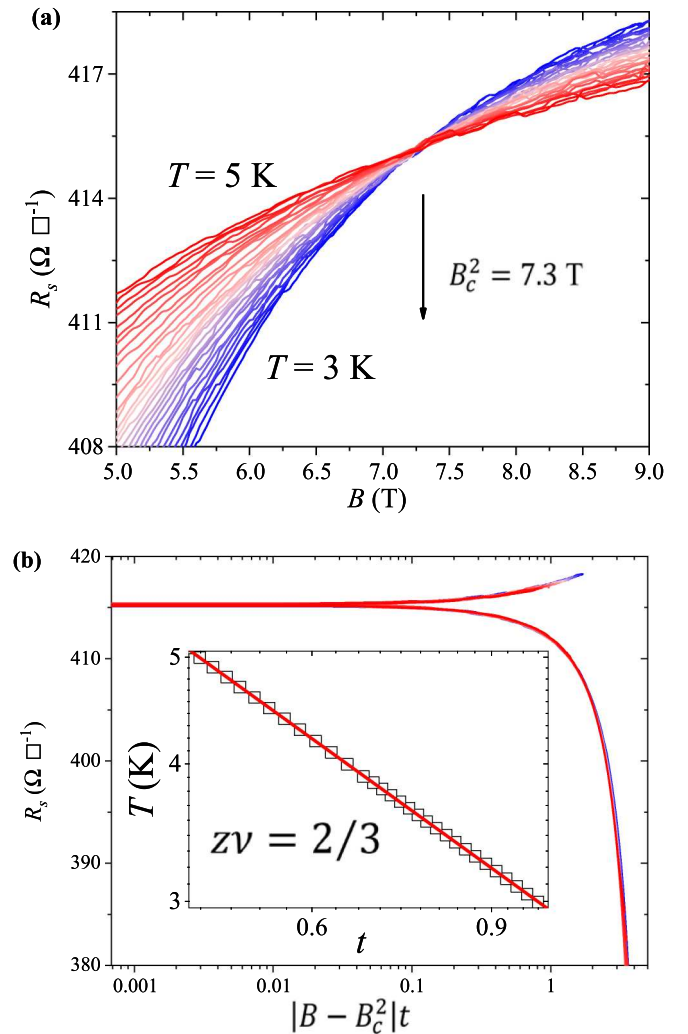 (a)
417
414
411
408
Rₛ (Ω □⁻¹)
T = 5 K
T = 3 K
B_c^2 = 7.3 T
5.0 5.5 6.0 6.5 7.0 7.5 8.0 8.5 9.0
B (T)
(b)
420
410
400
390
380
Rₛ (Ω □⁻¹)
5
4
3
T (K)
zν = 2/3
0.6 0.9
t
0.001 0.01 0.1 1
|B − B_c^2|t